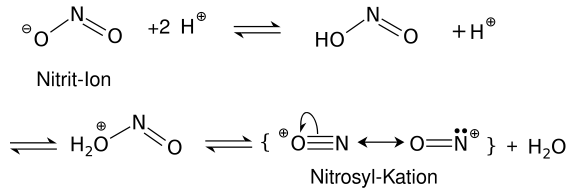 ⊖O N O +2 H⊕ ⇌ HO N O + H⊕
Nitrit-Ion
⇌ H₂O⊕ N O ⇌ { ⊕O≡N ↔ O=N̈⊕ } + H₂O
Nitrosyl-Kation